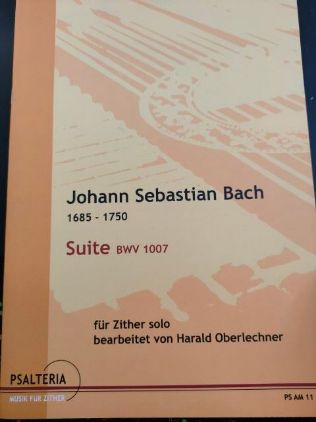 Johann Sebastian Bach
1685 - 1750
Suite BWV 1007
für Zither solo
bearbeitet von Harald Oberlechner
PSALTERIA
MUSIK FÜR ZITHER
PS AM 11